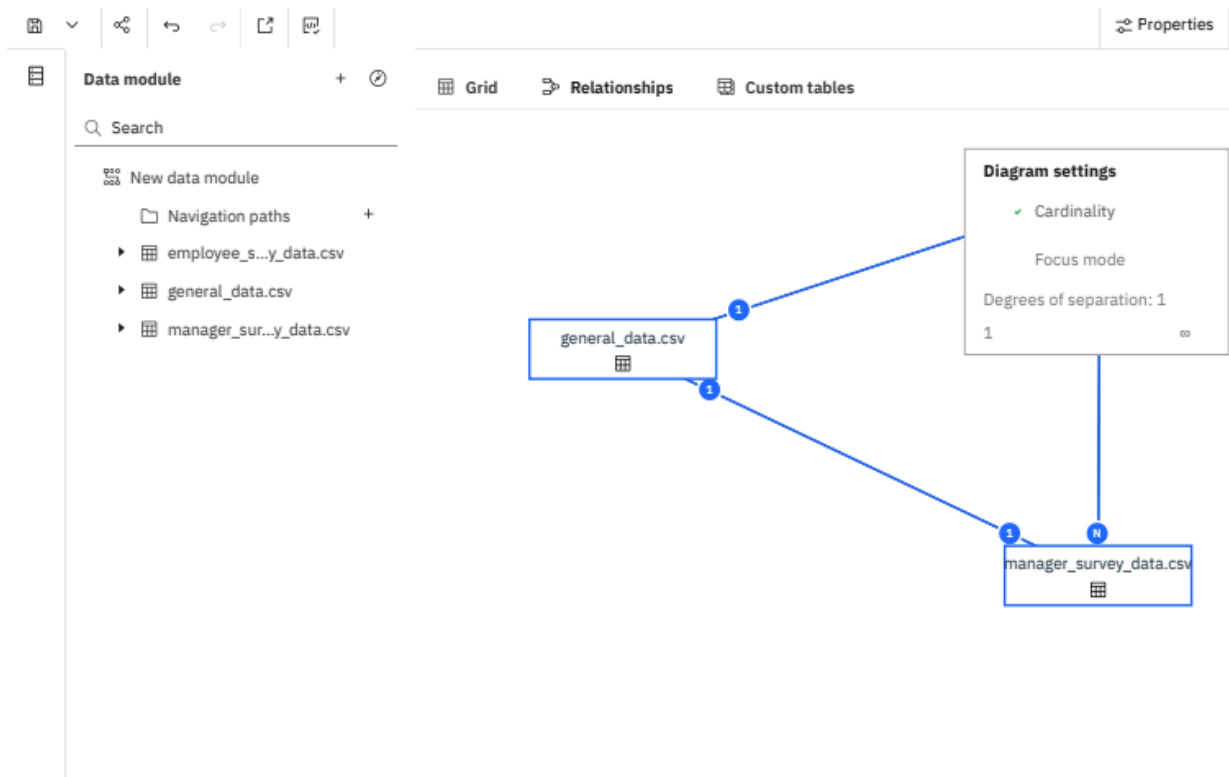 Properties
Data module
Grid
Relationships
Custom tables
Search
New data module
Navigation paths
employee_s...y_data.csv
general_data.csv
manager_sur...y_data.csv
Diagram settings
Cardinality
Focus mode
Degrees of separation: 1
1 ∞
1
general_data.csv
1
1
N
manager_survey_data.csv